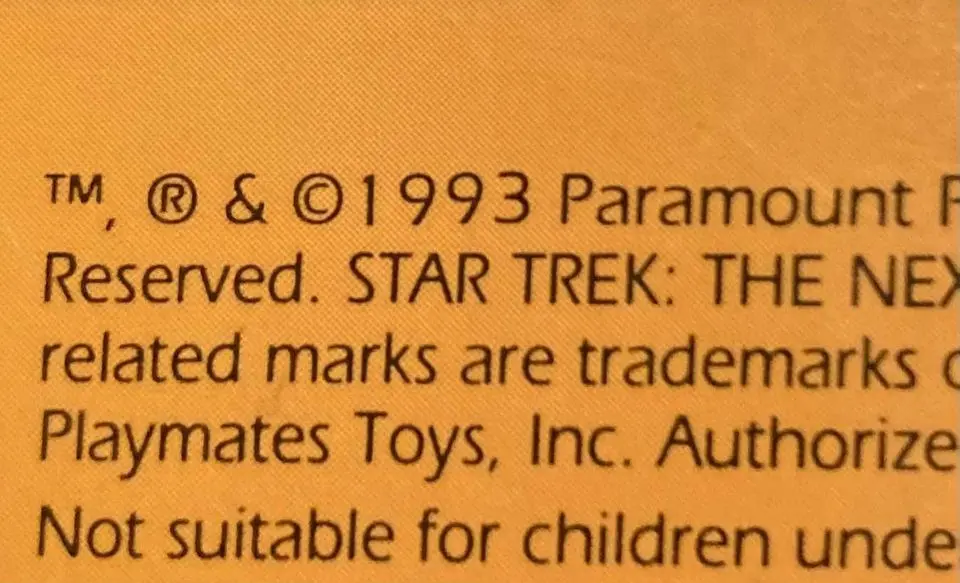 ™, ® & ©1993 Paramount P
Reserved. STAR TREK: THE NEX
related marks are trademarks o
Playmates Toys, Inc. Authorize
Not suitable for children unde